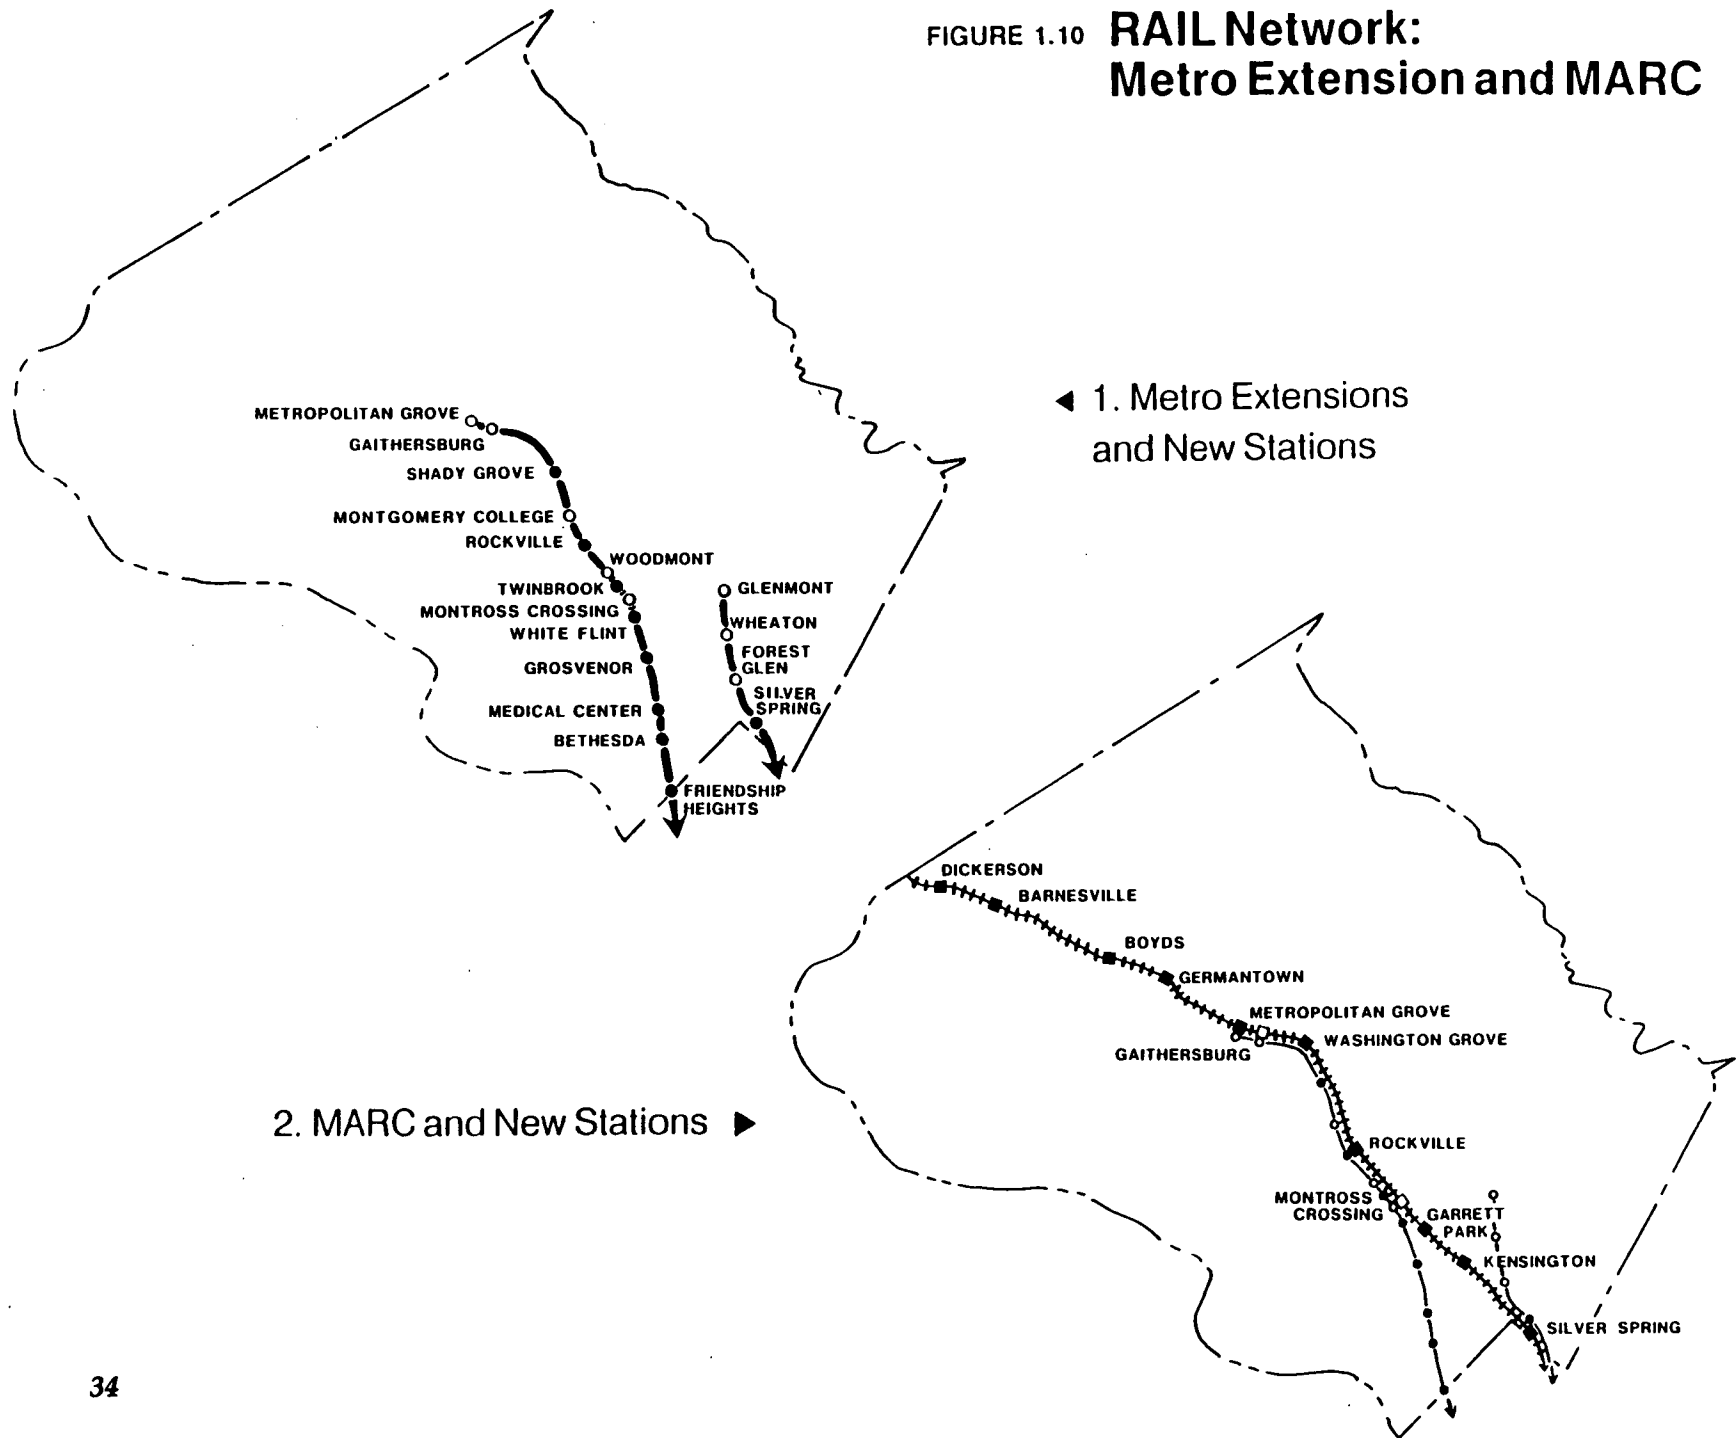 FIGURE 1.10 RAIL Network:
Metro Extension and MARC
◄ 1. Metro Extensions
and New Stations
METROPOLITAN GROVE
GAITHERSBURG
SHADY GROVE
MONTGOMERY COLLEGE
ROCKVILLE
WOODMONT
TWINBROOK
MONTROSS CROSSING
WHITE FLINT
GROSVENOR
MEDICAL CENTER
BETHESDA
FRIENDSHIP
HEIGHTS
GLENMONT
WHEATON
FOREST
GLEN
SILVER
SPRING
2. MARC and New Stations ►
DICKERSON
BARNESVILLE
BOYDS
GERMANTOWN
METROPOLITAN GROVE
WASHINGTON GROVE
GAITHERSBURG
ROCKVILLE
MONTROSS
CROSSING
GARRETT
PARK
KENSINGTON
SILVER SPRING
34